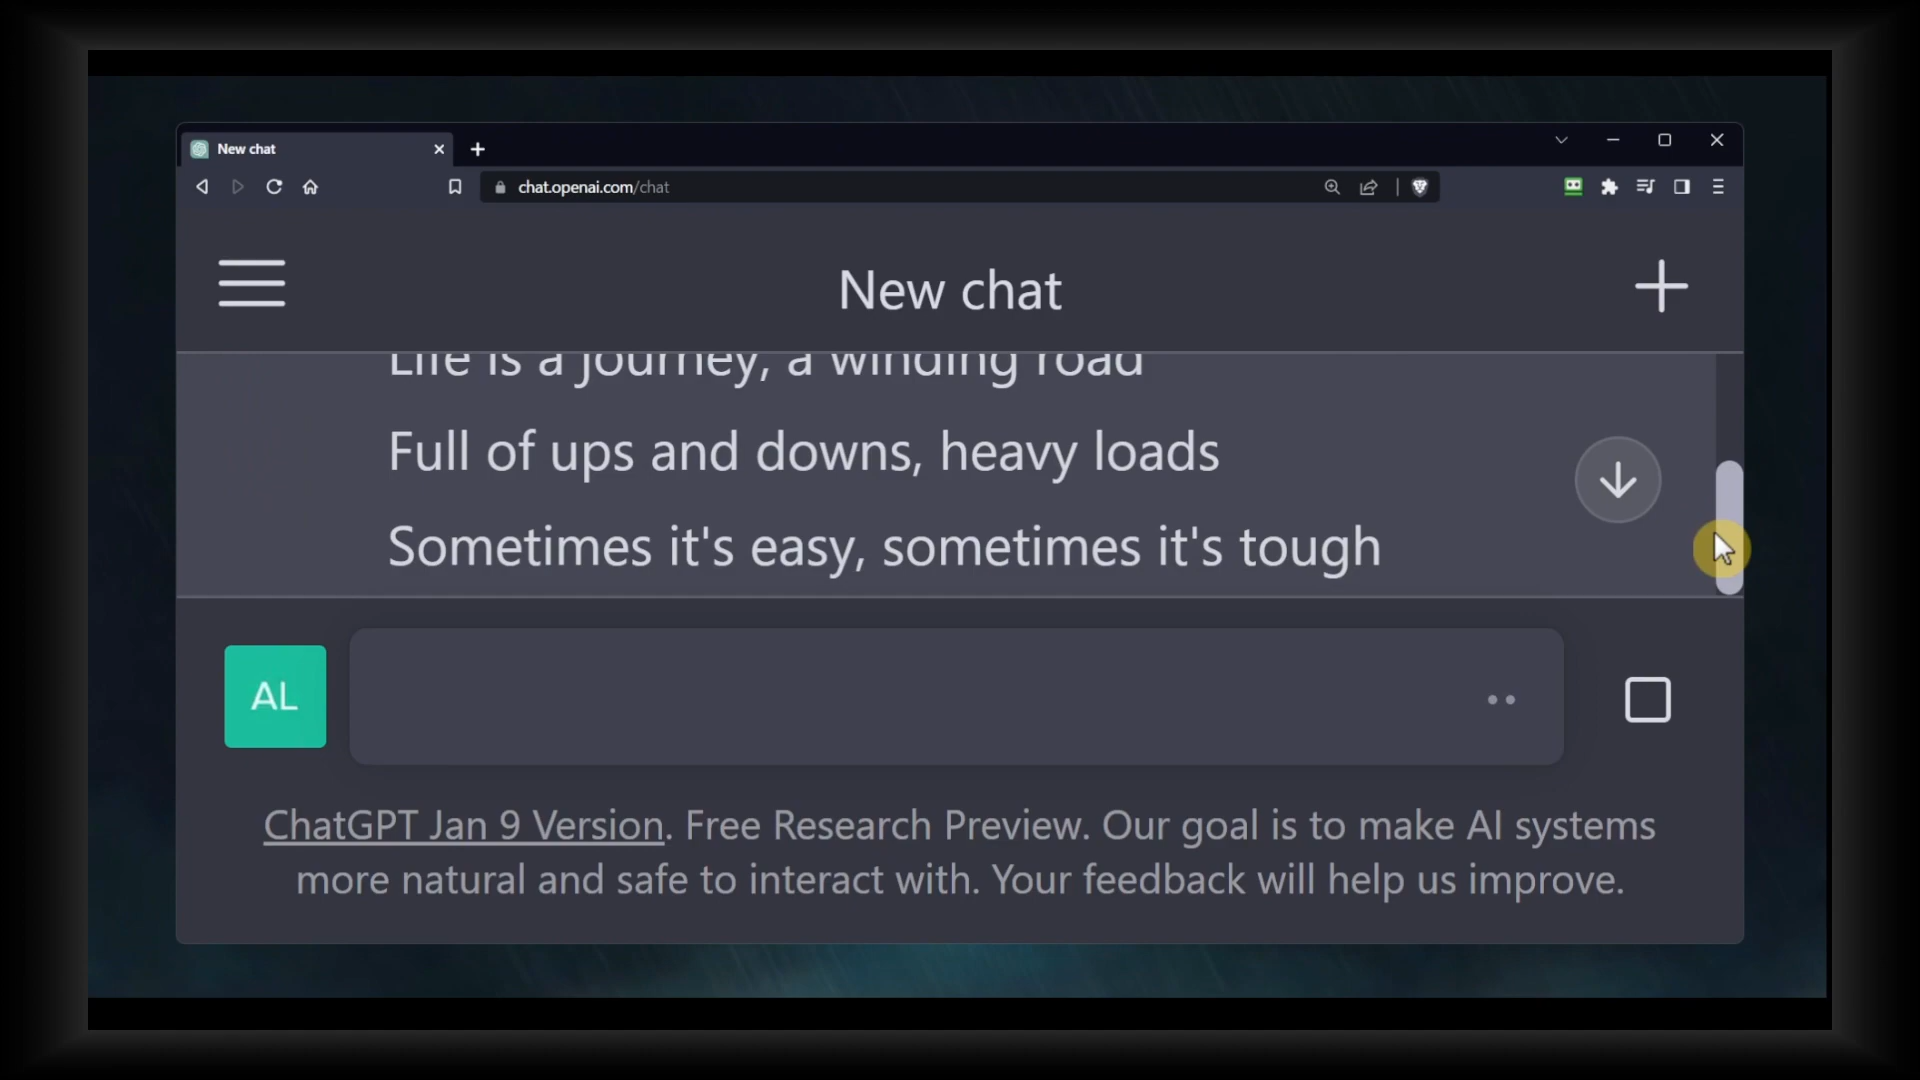 New chat
chat.openai.com/chat
New chat
Life is a journey, a winding road
Full of ups and downs, heavy loads
Sometimes it's easy, sometimes it's tough
AL
ChatGPT Jan 9 Version. Free Research Preview. Our goal is to make AI systems
more natural and safe to interact with. Your feedback will help us improve.